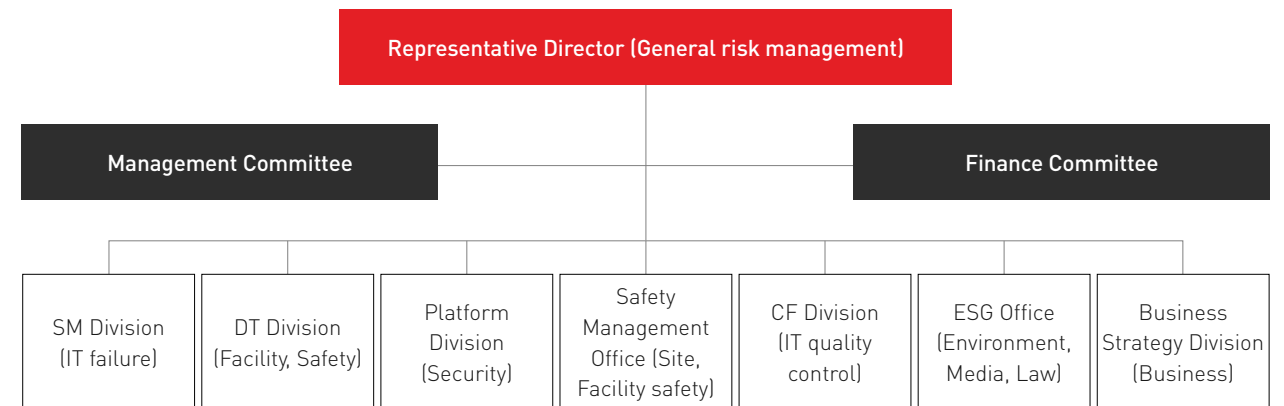 Representative Director (General risk management)
Management Committee
Finance Committee
SM Division
(IT failure)
DT Division
(Facility, Safety)
Platform
Division
(Security)
Safety
Management
Office (Site,
Facility safety)
CF Division
(IT quality
control)
ESG Office
(Environment,
Media, Law)
Business
Strategy Division
(Business)